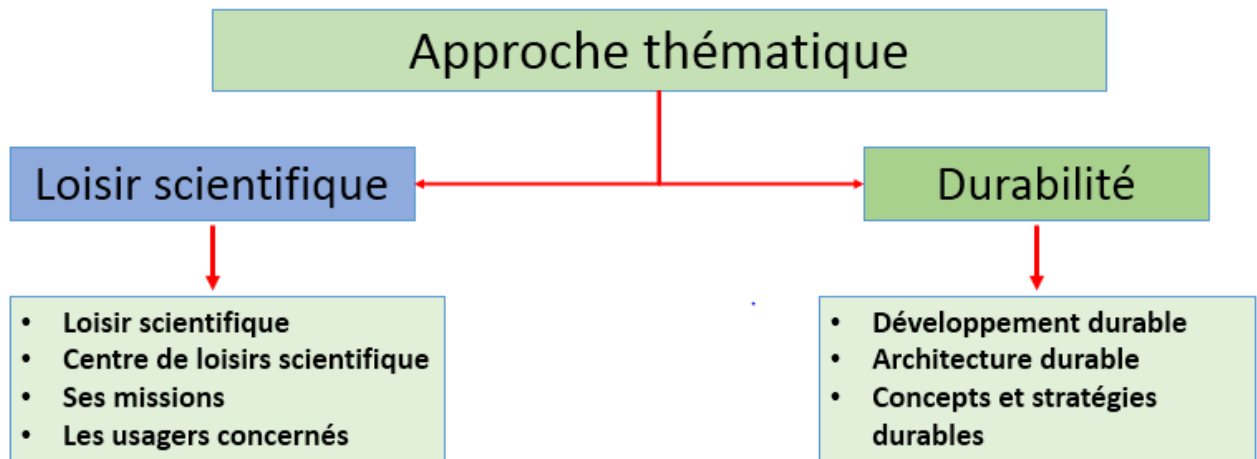 Approche thématique
Loisir scientifique
Durabilité
• Loisir scientifique
• Centre de loisirs scientifique
• Ses missions
• Les usagers concernés
• Développement durable
• Architecture durable
• Concepts et stratégies
durables